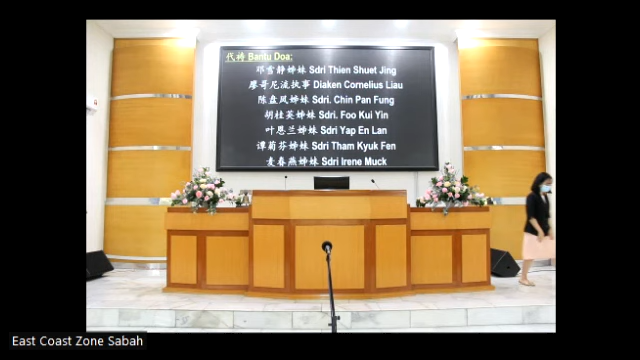 代祷 Bantu Doa:
邓雪静姊妹 Sdri Thien Shuet Jing
廖哥尼流执事 Diaken Cornelius Liau
陈盘凤姊妹 Sdri. Chin Pan Fung
胡桂英姊妹 Sdri. Foo Kui Yin
叶恩兰姊妹 Sdri Yap En Lan
谭菊芬姊妹 Sdri Tham Kyuk Fen
麦春燕姊妹 Sdri Irene Muck
East Coast Zone Sabah